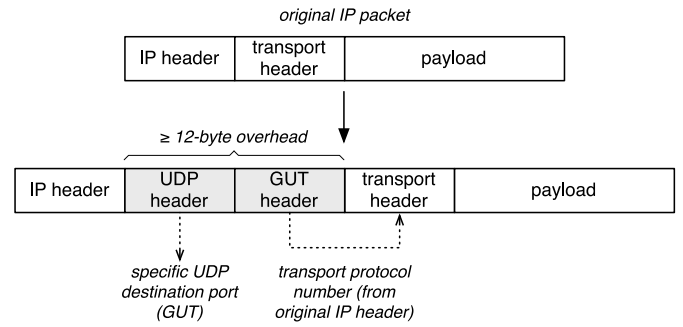 original IP packet
IP header
transport
header
payload
≥ 12-byte overhead
IP header
UDP
header
GUT
header
transport
header
payload
specific UDP
destination port
(GUT)
transport protocol
number (from
original IP header)